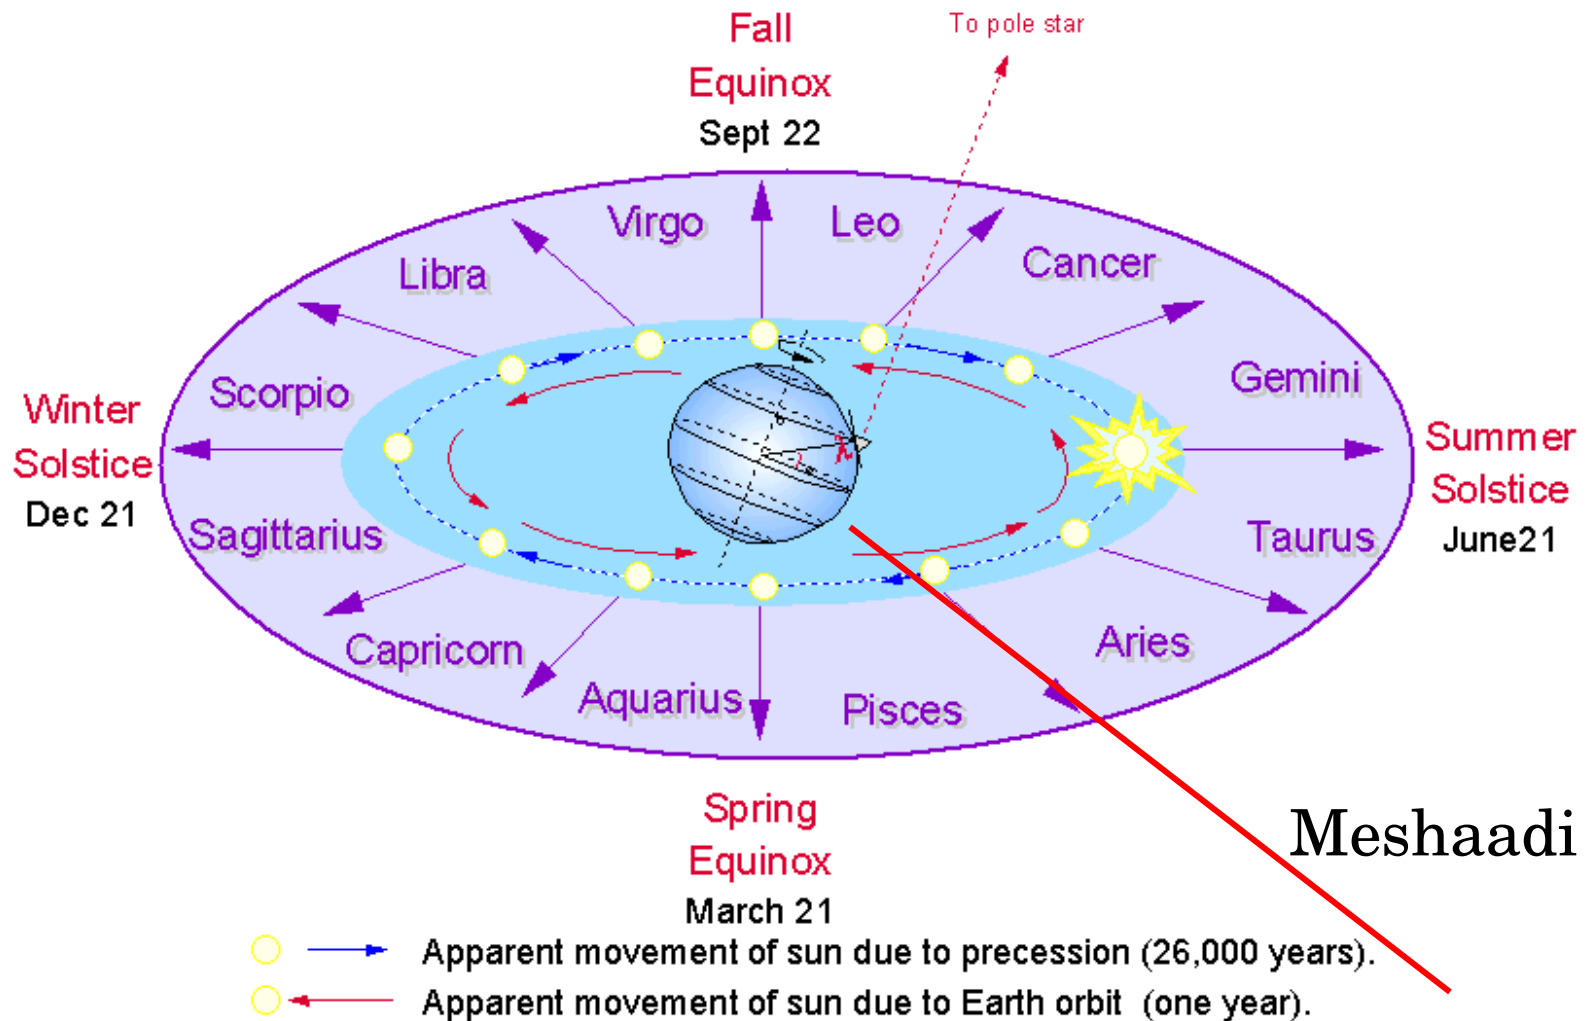 Fall
Equinox
Sept 22
To pole star
Virgo
Leo
Libra
Cancer
Scorpio
Gemini
Winter
Solstice
Dec 21
Summer
Solstice
June21
λ
Sagittarius
Taurus
Capricorn
Aries
Aquarius
Pisces
Spring
Equinox
March 21
Meshaadi
Apparent movement of sun due to precession (26,000 years).
Apparent movement of sun due to Earth orbit (one year).